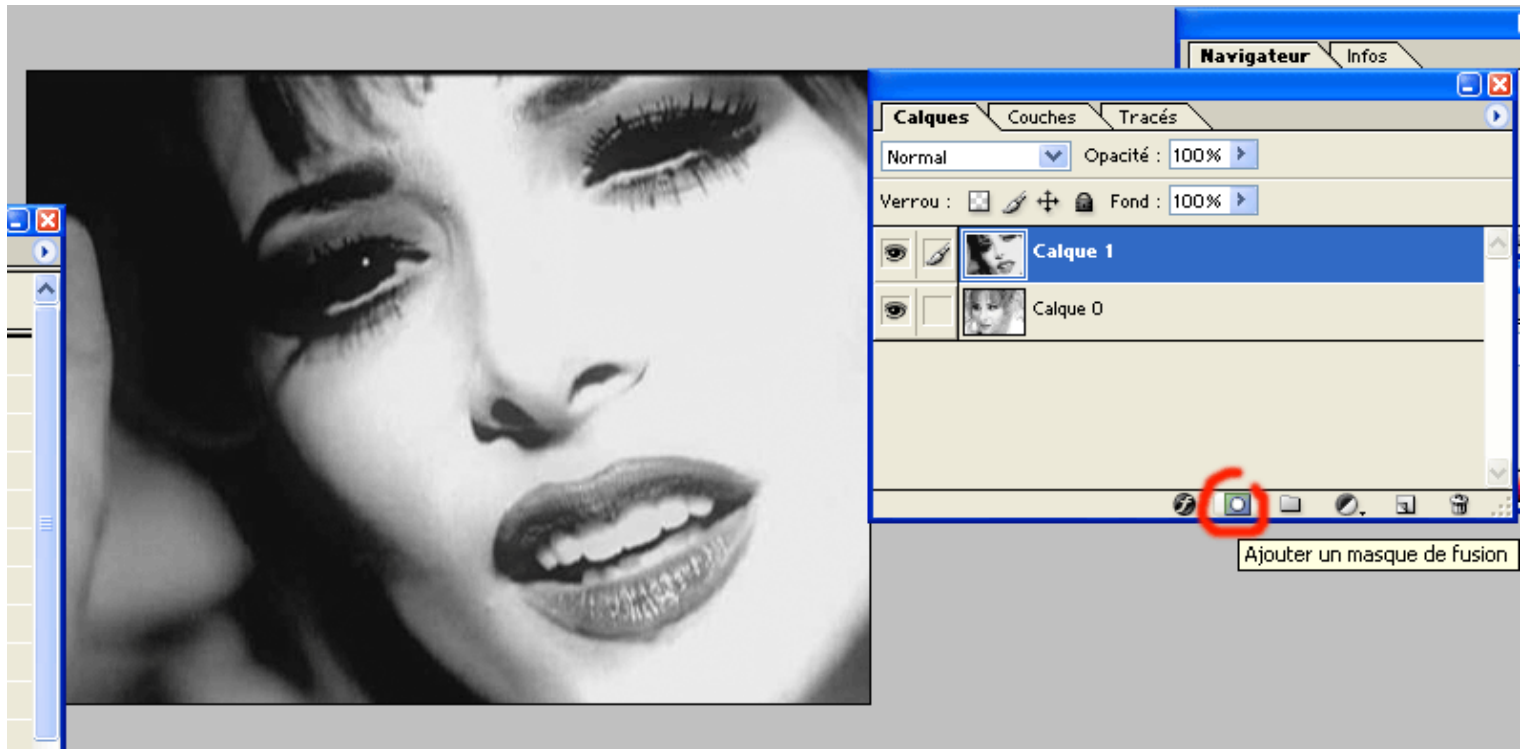 Navigateur Infos
Calques Couches Tracés
Normal Opacité : 100%
Verrou : Fond : 100%
Calque 1
Calque 0
Ajouter un masque de fusion